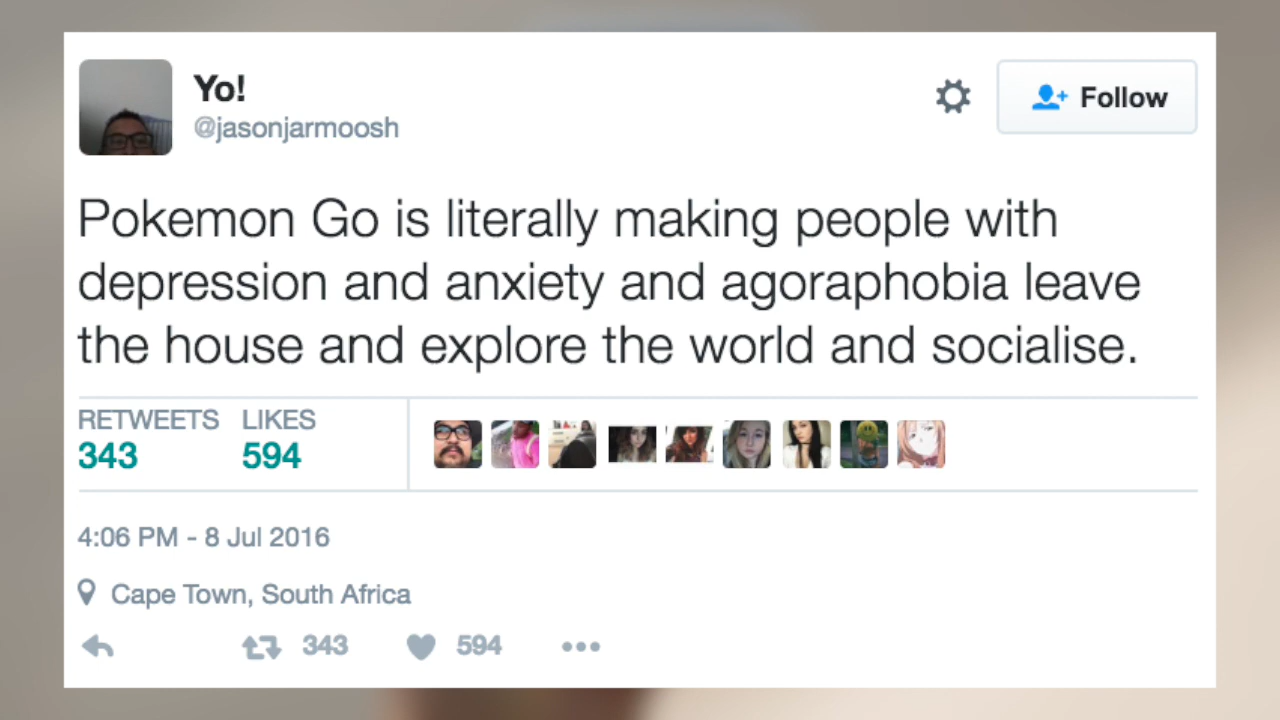 Yo!
@jasonjarmoosh
Follow
Pokemon Go is literally making people with
depression and anxiety and agoraphobia leave
the house and explore the world and socialise.
RETWEETS LIKES
343 594
4:06 PM - 8 Jul 2016
Cape Town, South Africa
343 594